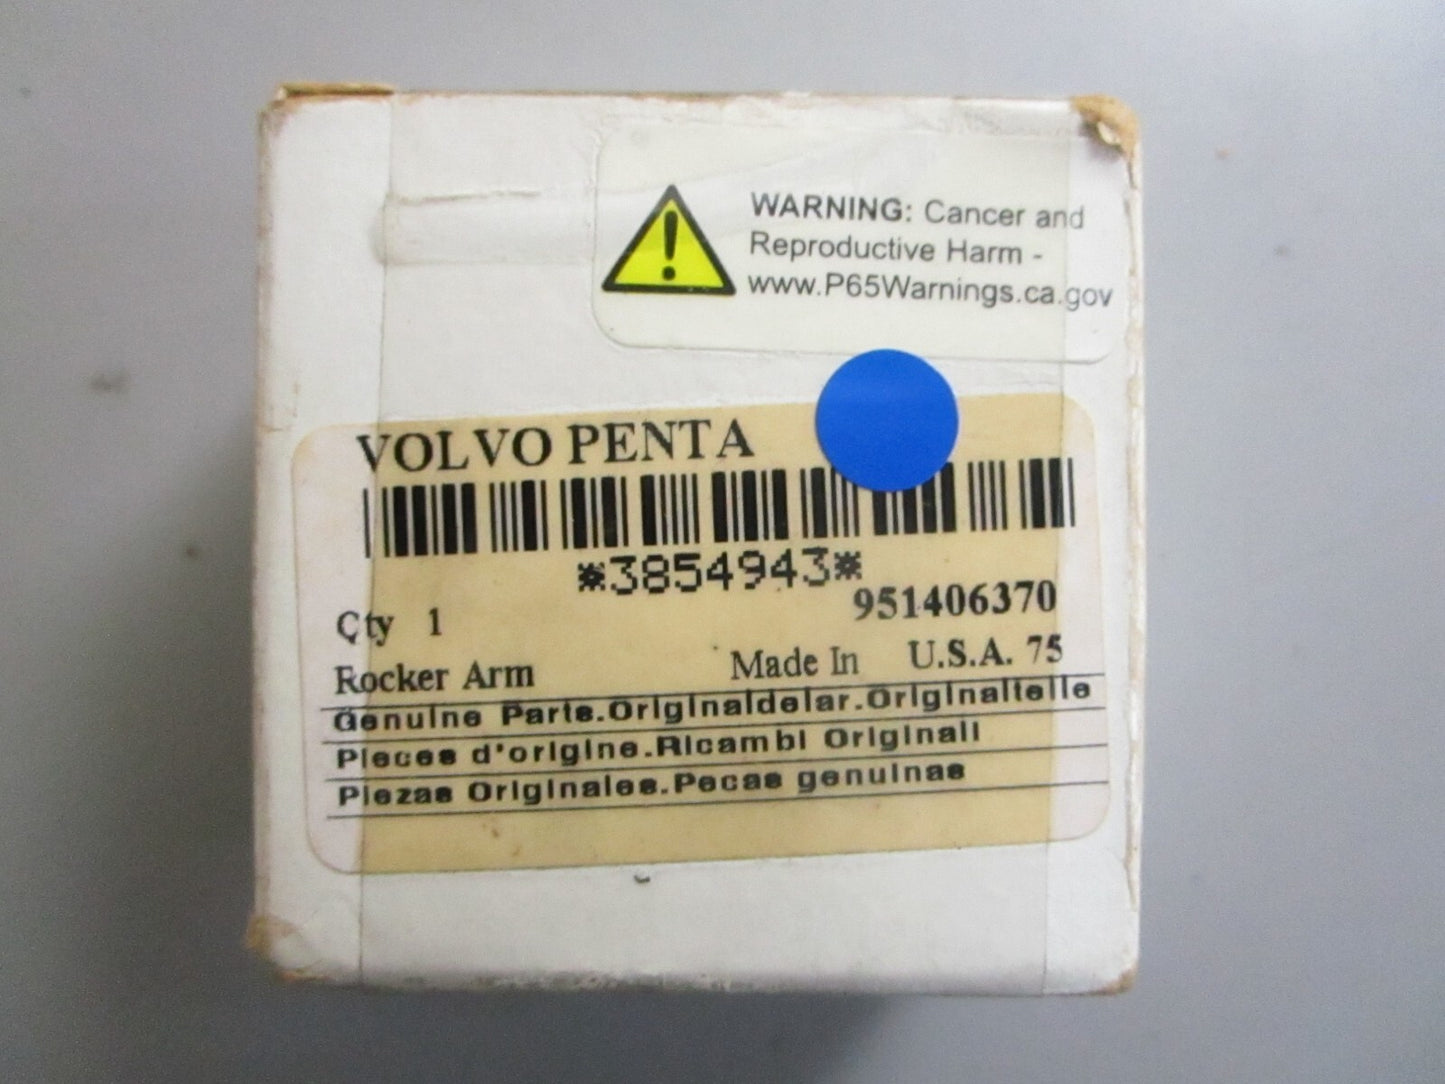 WARNING: Cancer and
Reproductive Harm -
www.P65Warnings.ca.gov
VOLVO PENTA
*3854943*
951406370
Qty 1
Rocker Arm Made In U.S.A. 75
Genuine Parts.Originaldelar.Originalteile
Pieces d'origine.Ricambi Originali
Piezas Originales.Pecas genuinas